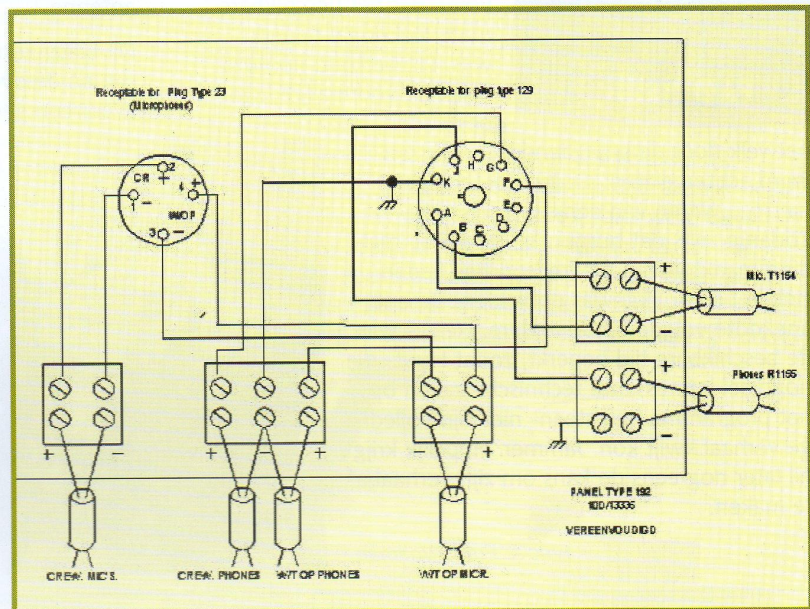 Receptable for Plug Type 23
(Microphones)
Receptable for plug type 129
CR
2
+
1
-
4
+
W/OP
3
-
J
H
G
K
F
A
E
B
C
D
+
-
Mic. T1154
+
-
Phones R1155
+
-
+
-
+
-
+
PANEL TYPE 192
10D/13335
VEREENVOUDIGD
CREW. MIC'S.
CREW. PHONES
W/T OP PHONES
W/T OP MICR.